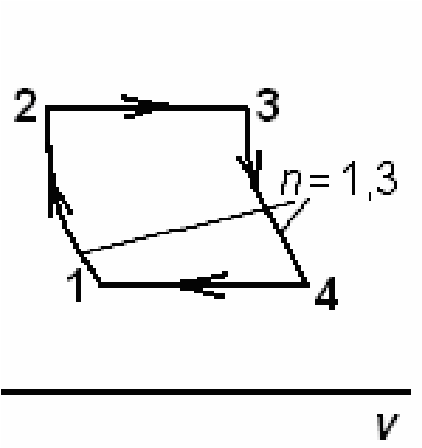 2 3
n = 1,3
1 4
v